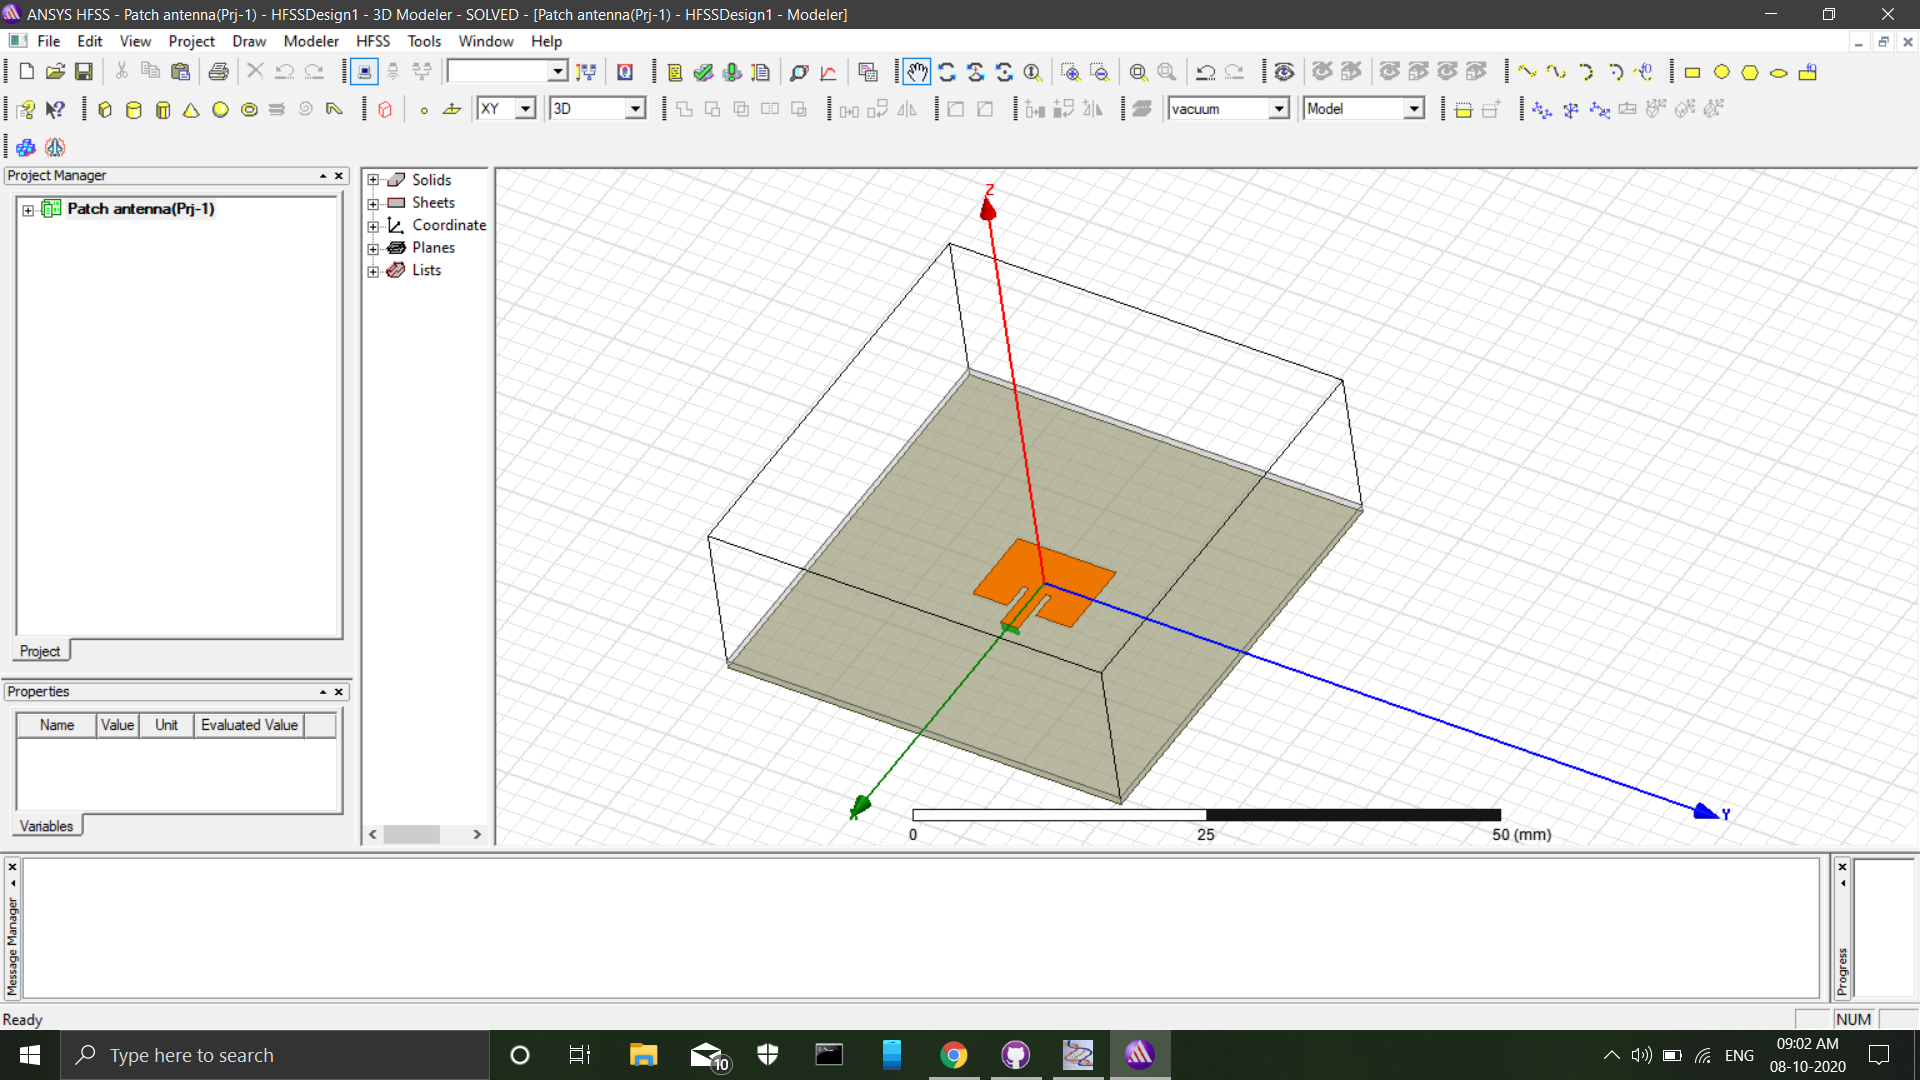 ANSYS HFSS - Patch antenna(Prj-1) - HFSSDesign1 - 3D Modeler - SOLVED - [Patch antenna(Prj-1) - HFSSDesign1 - Modeler]
File Edit View Project Draw Modeler HFSS Tools Window Help
XY 3D vacuum Model
Project Manager
Patch antenna(Prj-1)
Project
Properties
Name Value Unit Evaluated Value
Variables
Solids
Sheets
Coordinate
Planes
Lists
Z
X
Y
0 25 50 (mm)
Message Manager
Progress
Ready
NUM
Type here to search
10
ENG
09:02 AM
08-10-2020